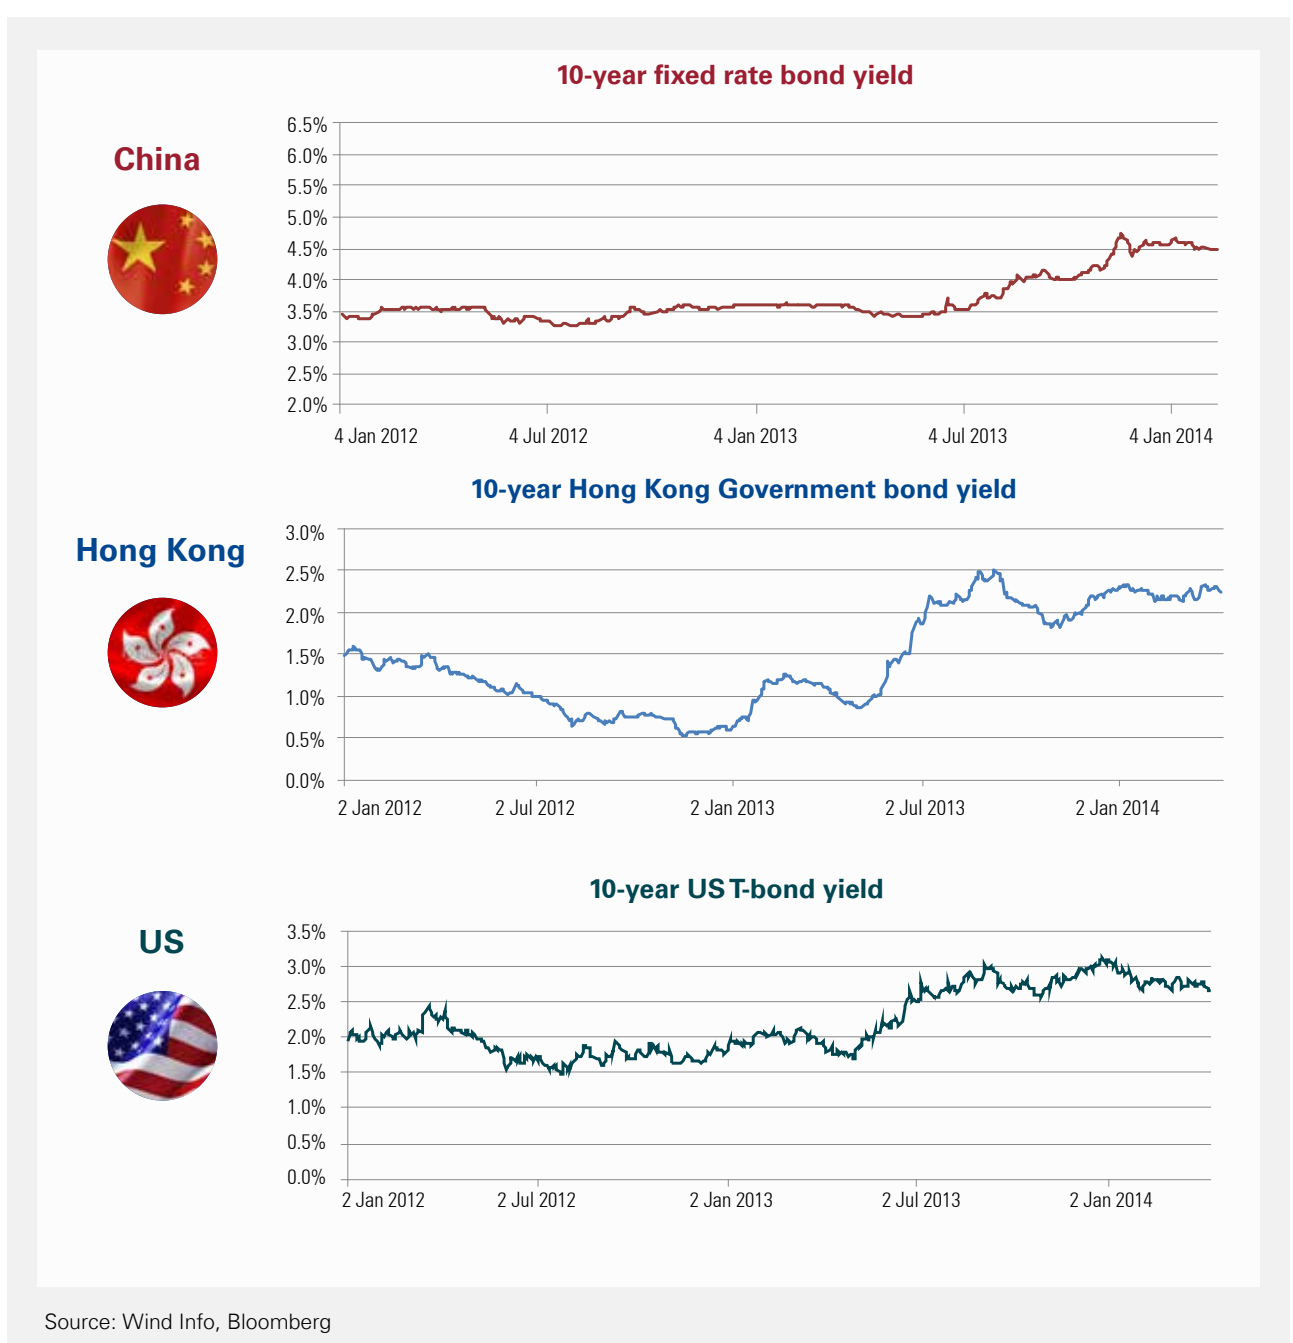 10-year fixed rate bond yield
China
6.5%
6.0%
5.5%
5.0%
4.5%
4.0%
3.5%
3.0%
2.5%
2.0%
4 Jan 2012 4 Jul 2012 4 Jan 2013 4 Jul 2013 4 Jan 2014
10-year Hong Kong Government bond yield
Hong Kong
3.0%
2.5%
2.0%
1.5%
1.0%
0.5%
0.0%
2 Jan 2012 2 Jul 2012 2 Jan 2013 2 Jul 2013 2 Jan 2014
10-year US T-bond yield
US
3.5%
3.0%
2.5%
2.0%
1.5%
1.0%
0.5%
0.0%
2 Jan 2012 2 Jul 2012 2 Jan 2013 2 Jul 2013 2 Jan 2014
Source: Wind Info, Bloomberg